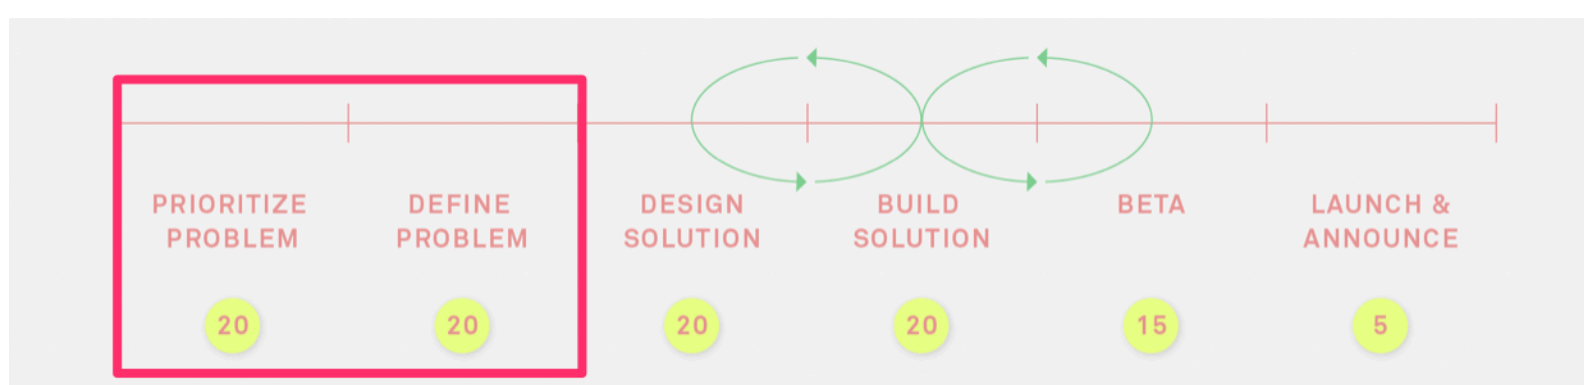 PRIORITIZE
PROBLEM
DEFINE
PROBLEM
DESIGN
SOLUTION
BUILD
SOLUTION
BETA
LAUNCH &
ANNOUNCE
20
20
20
20
15
5